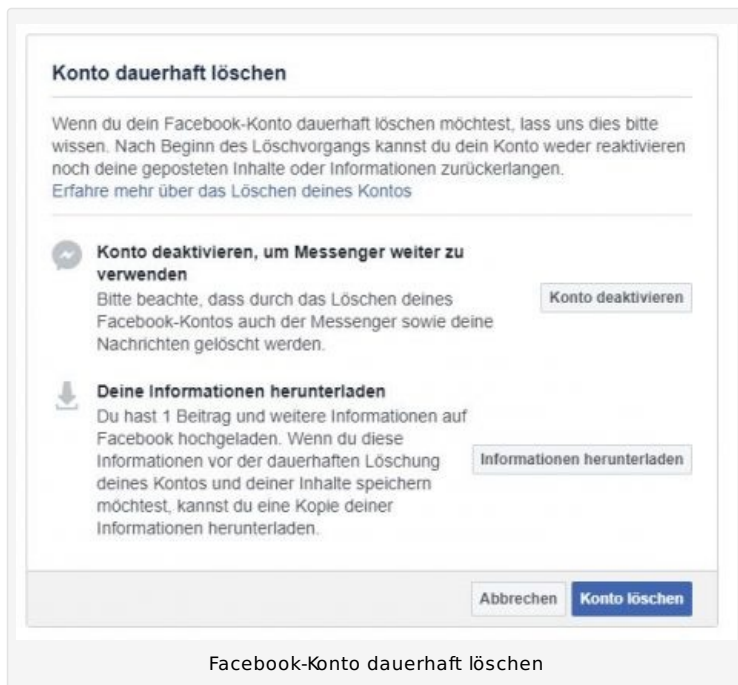 Konto dauerhaft löschen
Wenn du dein Facebook-Konto dauerhaft löschen möchtest, lass uns dies bitte
wissen. Nach Beginn des Löschvorgangs kannst du dein Konto weder reaktivieren
noch deine geposteten Inhalte oder Informationen zurückerlangen.
Erfahre mehr über das Löschen deines Kontos
Konto deaktivieren, um Messenger weiter zu
verwenden
Bitte beachte, dass durch das Löschen deines
Facebook-Kontos auch der Messenger sowie deine
Nachrichten gelöscht werden.
Konto deaktivieren
Deine Informationen herunterladen
Du hast 1 Beitrag und weitere Informationen auf
Facebook hochgeladen. Wenn du diese
Informationen vor der dauerhaften Löschung
deines Kontos und deiner Inhalte speichern
möchtest, kannst du eine Kopie deiner
Informationen herunterladen.
Informationen herunterladen
Abbrechen Konto löschen
Facebook-Konto dauerhaft löschen